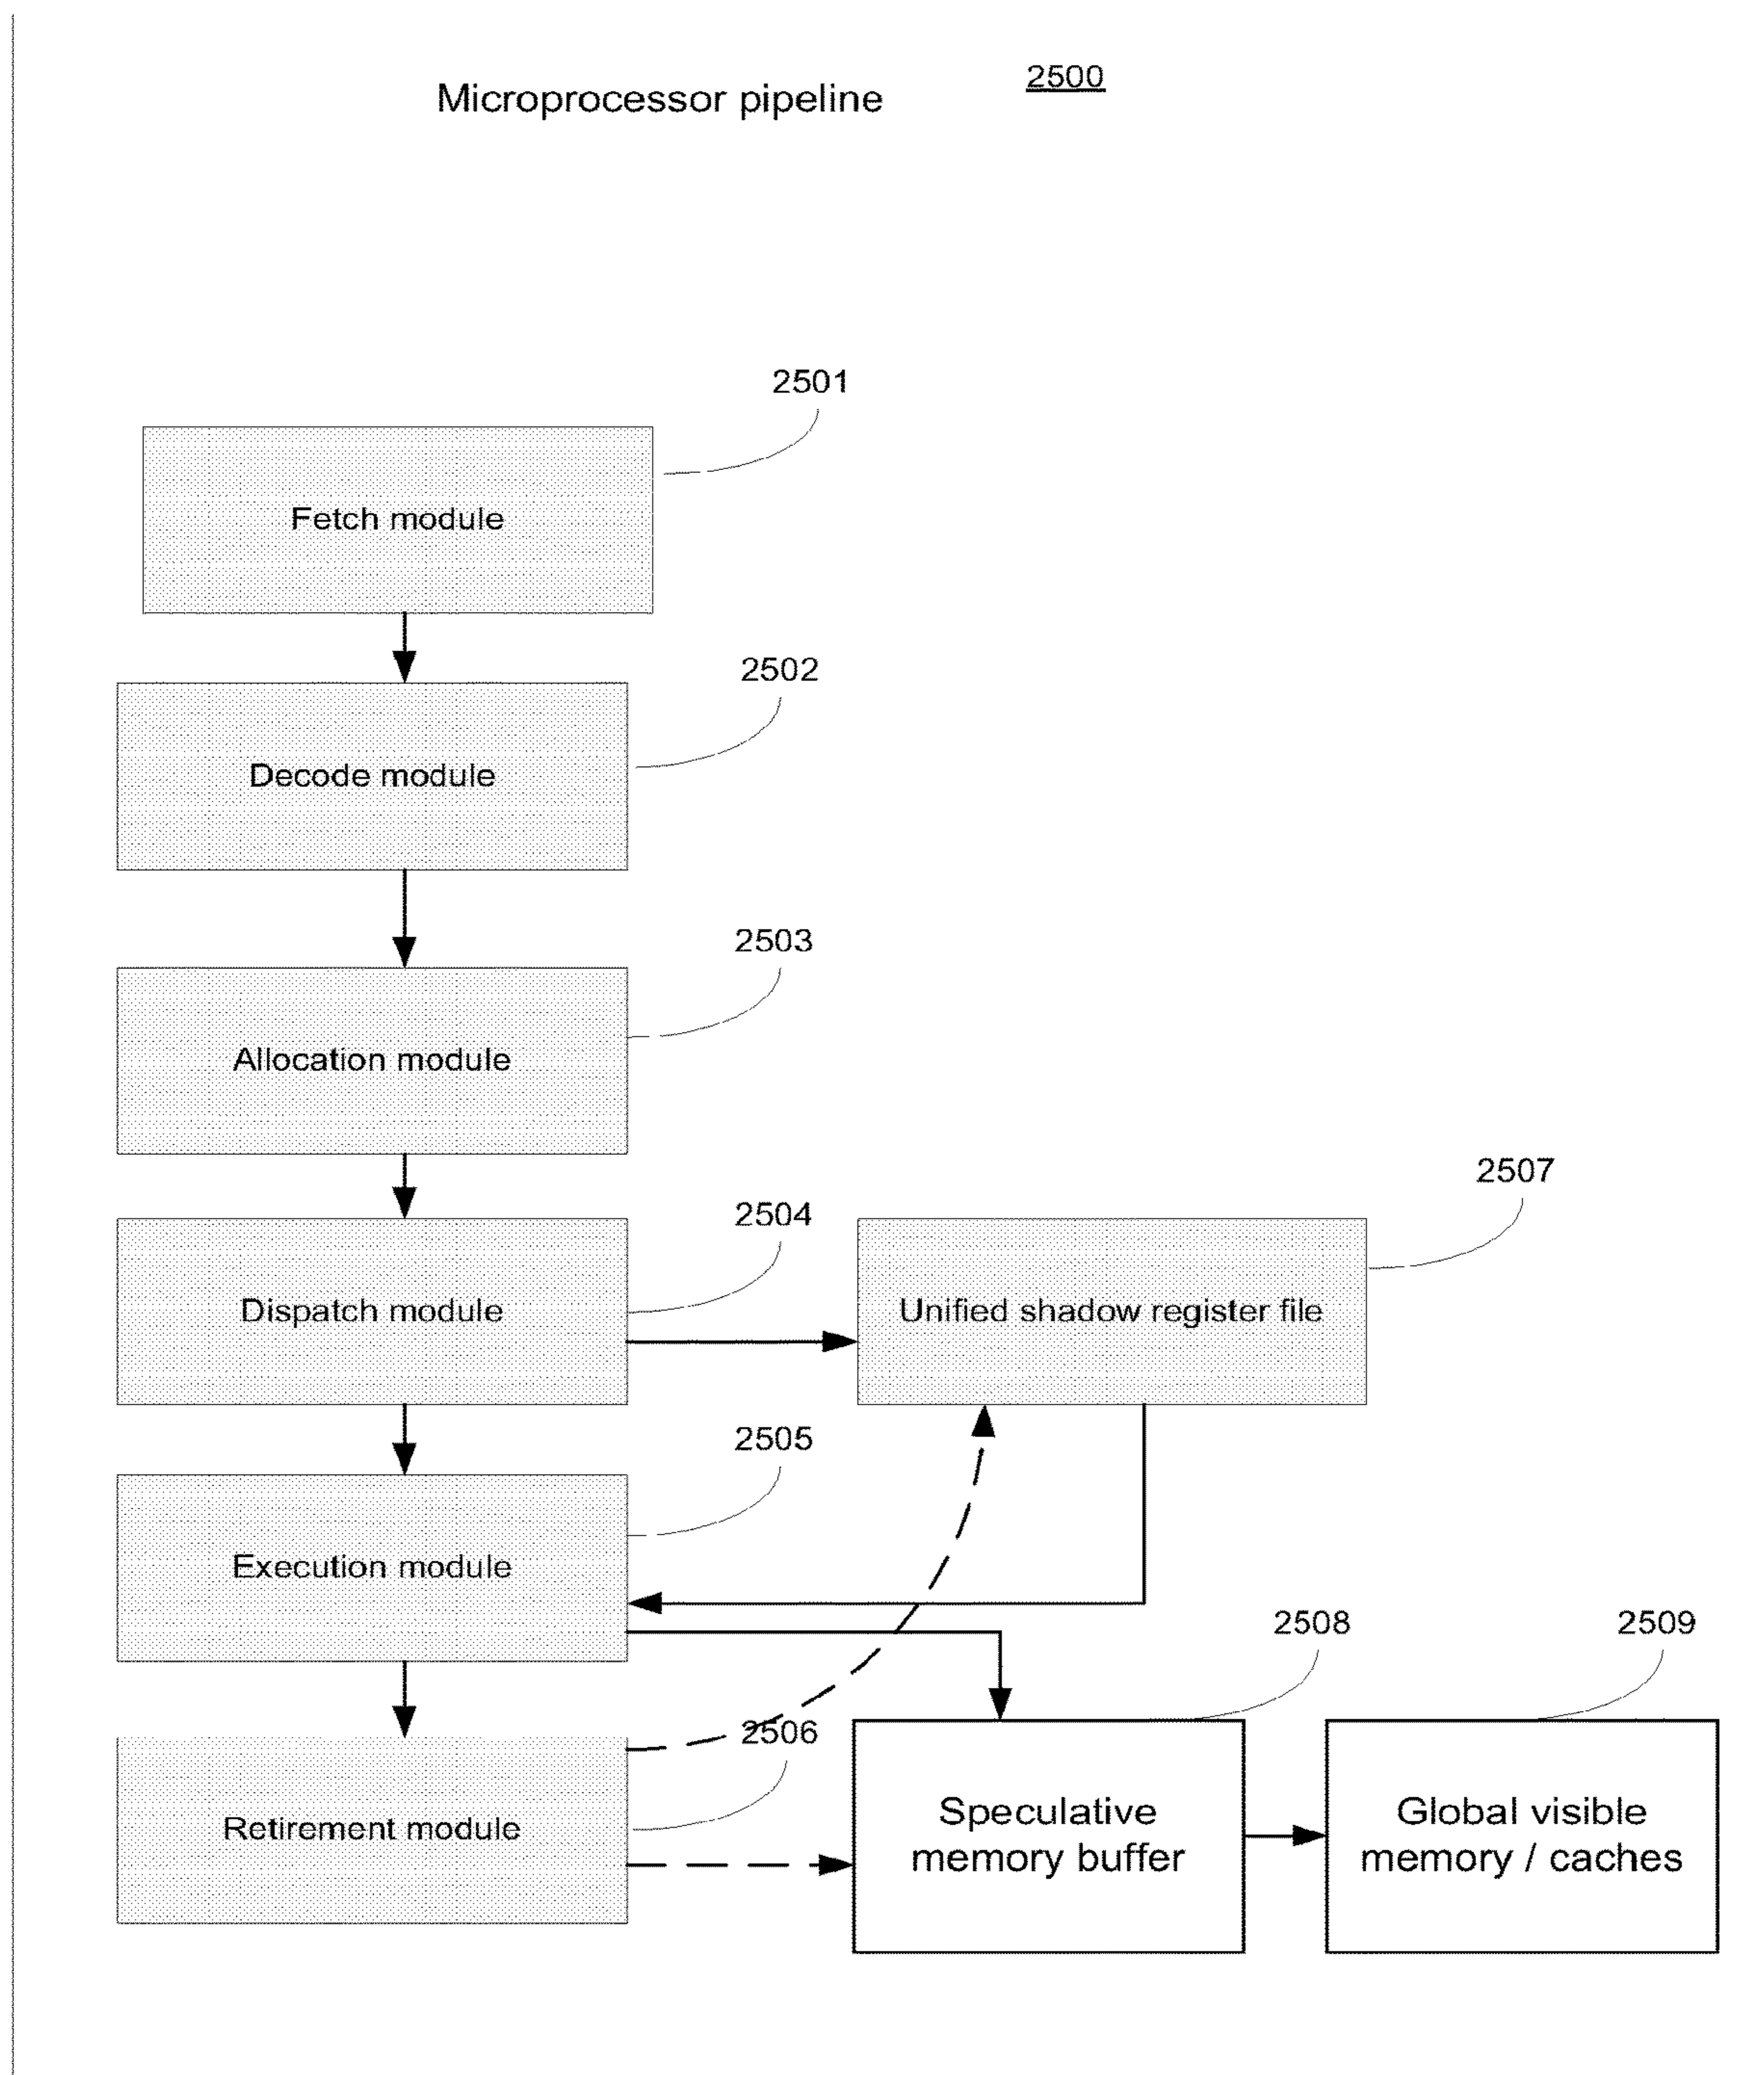 Microprocessor pipeline
2500
2501
Fetch module
2502
Decode module
2503
Allocation module
2504
2507
Dispatch module
Unified shadow register file
2505
Execution module
2508
2509
2506
Retirement module
Speculative
memory buffer
Global visible
memory / caches